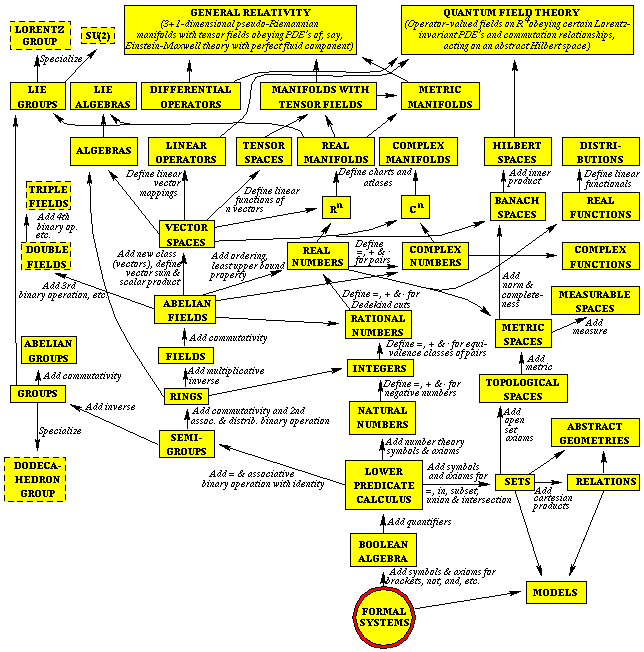 GENERAL RELATIVITY
(3+1-dimensional pseudo-Riemannian
manifolds with tensor fields obeying PDE's of, say,
Einstein-Maxwell theory with perfect fluid component)
QUANTUM FIELD THEORY
(Operator-valued fields on R4 obeying certain Lorentz-
invariant PDE's and commutation relationships,
acting on an abstract Hilbert space)
LORENTZ
GROUP
SU(2)
Specialize
LIE
GROUPS
LIE
ALGEBRAS
DIFFERENTIAL
OPERATORS
MANIFOLDS WITH
TENSOR FIELDS
METRIC
MANIFOLDS
ALGEBRAS
LINEAR
OPERATORS
TENSOR
SPACES
REAL
MANIFOLDS
COMPLEX
MANIFOLDS
HILBERT
SPACES
DISTRI-
BUTIONS
Define linear
vector
mappings
Define linear
functions of
n vectors
Define charts and
atlases
Add inner
product
Define linear
functionals
TRIPLE
FIELDS
Add 4th
binary op.
etc.
Rn
Cn
BANACH
SPACES
REAL
FUNCTIONS
VECTOR
SPACES
DOUBLE
FIELDS
Add new class
(vectors), define
vector sum &
scalar product
Add ordering,
least upper bound
property
REAL
NUMBERS
Define
=, + & ·
for pairs
COMPLEX
NUMBERS
COMPLEX
FUNCTIONS
Add 3rd
binary operation, etc.
Add
norm &
complete-
ness
ABELIAN
FIELDS
Define =, + & · for
Dedekind cuts
MEASURABLE
SPACES
RATIONAL
NUMBERS
METRIC
SPACES
Add
measure
ABELIAN
GROUPS
Add commutativity
FIELDS
Define =, + & · for equi-
valence classes of pairs
Add
metric
Add commutativity
Add multiplicative
inverse
INTEGERS
TOPOLOGICAL
SPACES
GROUPS
Add inverse
RINGS
Define =, + & · for
negative numbers
Specialize
Add commutativity and 2nd
assoc. & distrib. binary operation
NATURAL
NUMBERS
Add
open
set
axioms
ABSTRACT
GEOMETRIES
SEMI-
GROUPS
Add number theory
symbols & axioms
DODECA-
HEDRON
GROUP
Add = & associative
binary operation with identity
LOWER
PREDICATE
CALCULUS
Add symbols
and axioms for
=, in, subset,
union & intersection
SETS
Add
cartesian
products
RELATIONS
Add quantifiers
BOOLEAN
ALGEBRA
Add symbols & axioms for
brackets, not, and, etc.
FORMAL
SYSTEMS
MODELS